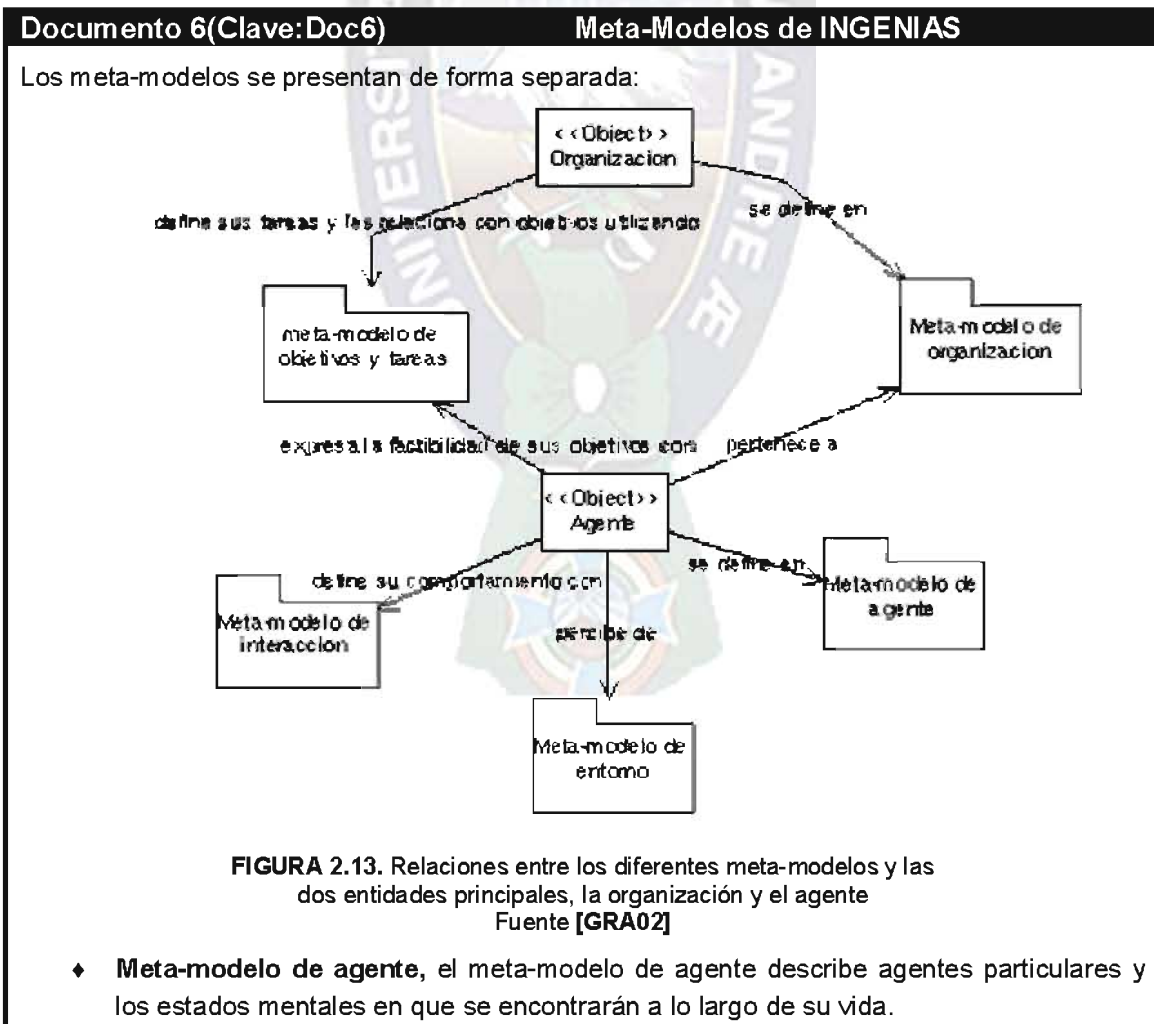 Documento 6(Clave:Doc6) Meta-Modelos de INGENIAS
Los meta-modelos se presentan de forma separada:
<<Object>>
Organizacion
define sus tareas y las relaciona con objetivos utilizando
se define en
meta-modelo de
objetivos y tareas
Meta-modelo de
organizacion
expresa la factibilidad de sus objetivos con
pertenece a
<<Object>>
Agente
define su comportamiento con
se define en
Meta-modelo de
interaccion
percibe de
Meta-modelo de
agente
Meta-modelo de
entorno
FIGURA 2.13. Relaciones entre los diferentes meta-modelos y las
dos entidades principales, la organización y el agente
Fuente [GRA02]
♦ Meta-modelo de agente, el meta-modelo de agente describe agentes particulares y
los estados mentales en que se encontrarán a lo largo de su vida.